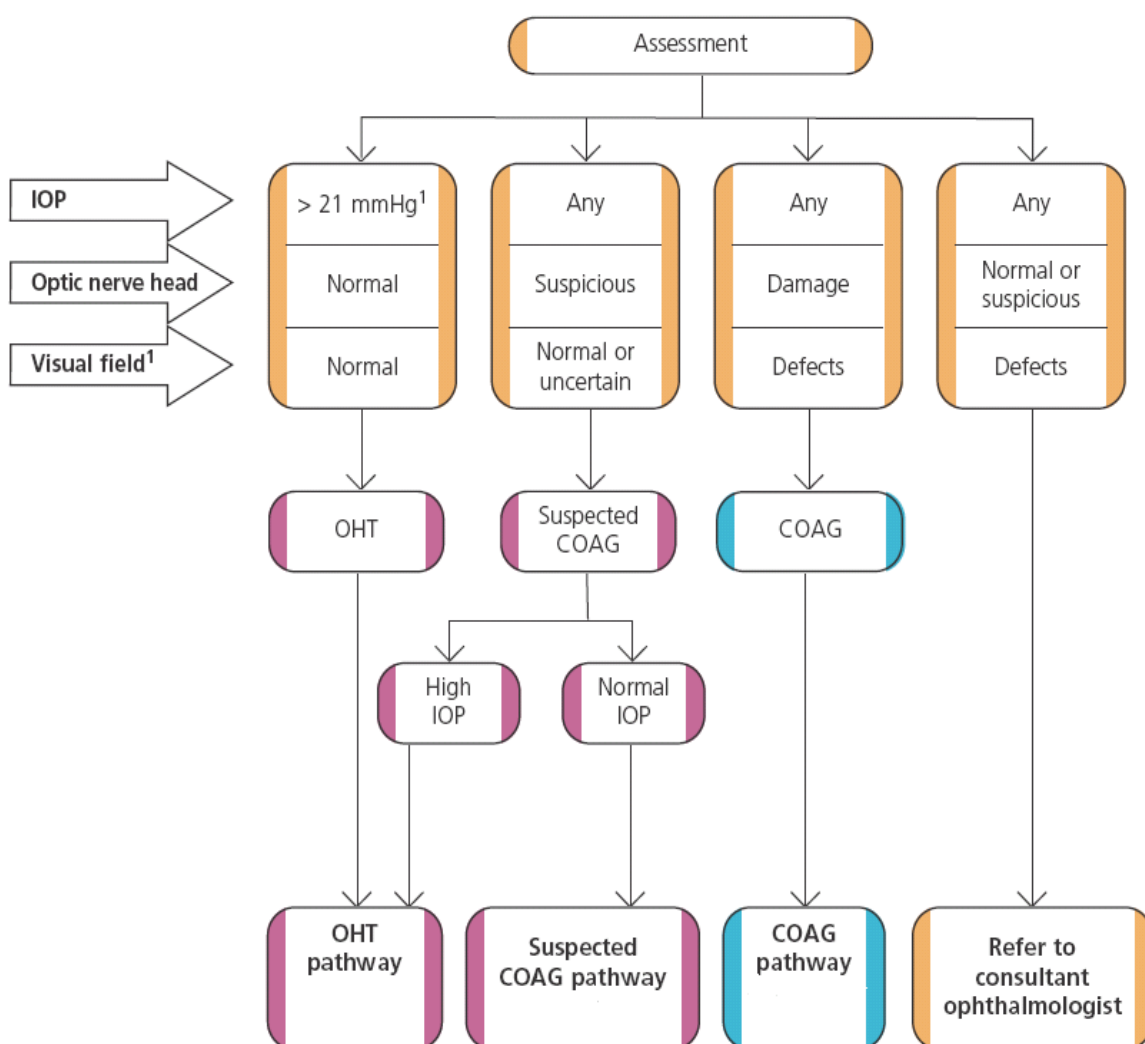 Assessment
IOP
> 21 mmHg¹
Any
Any
Any
Optic nerve head
Normal
Suspicious
Damage
Normal or
suspicious
Visual field¹
Normal
Normal or
uncertain
Defects
Defects
OHT
Suspected
COAG
COAG
High
IOP
Normal
IOP
OHT
pathway
Suspected
COAG pathway
COAG
pathway
Refer to
consultant
ophthalmologist